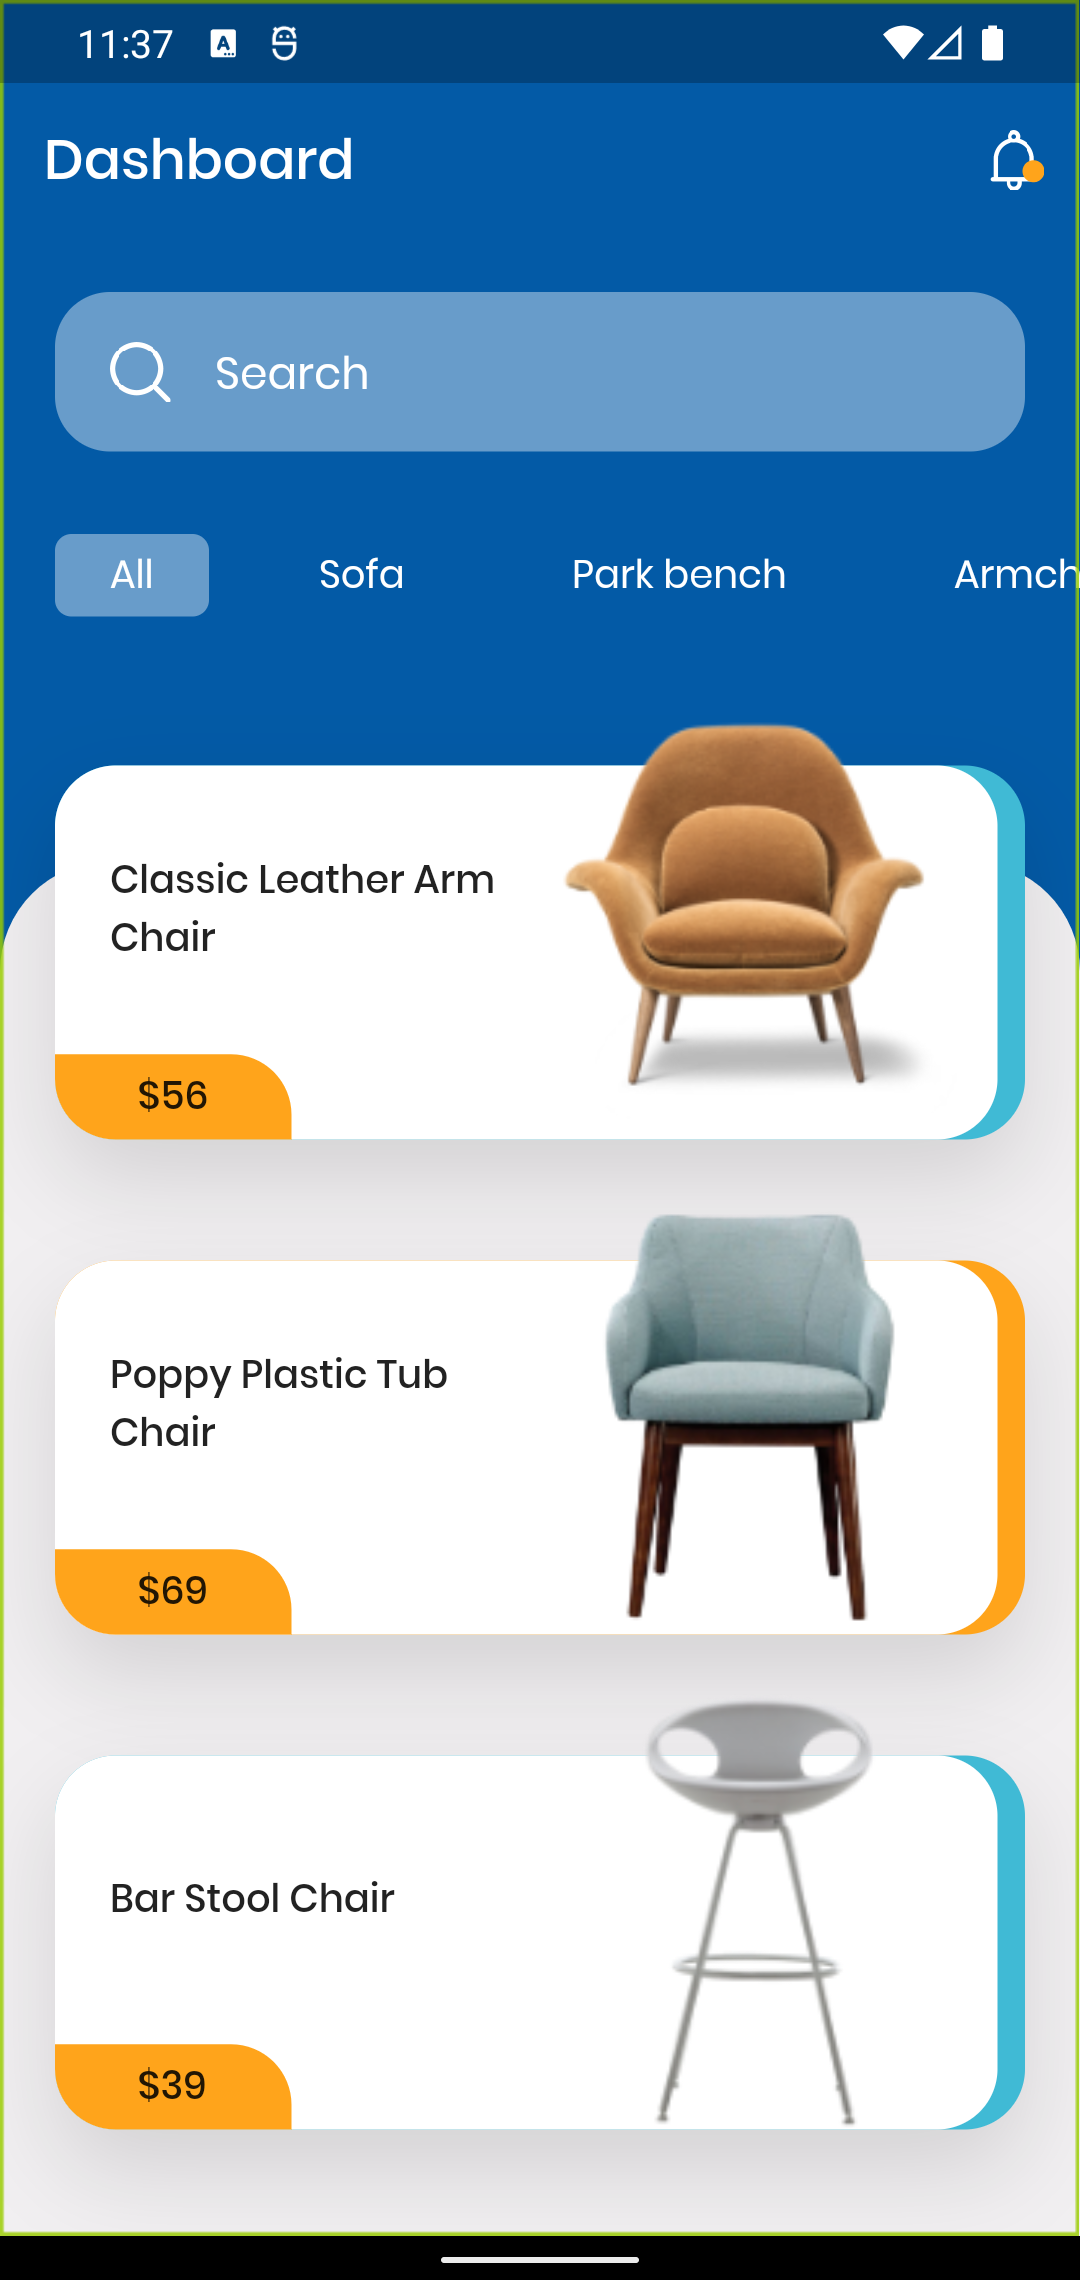 11:37
Dashboard
Search
All Sofa Park bench Armch
Classic Leather Arm
Chair
$56
Poppy Plastic Tub
Chair
$69
Bar Stool Chair
$39